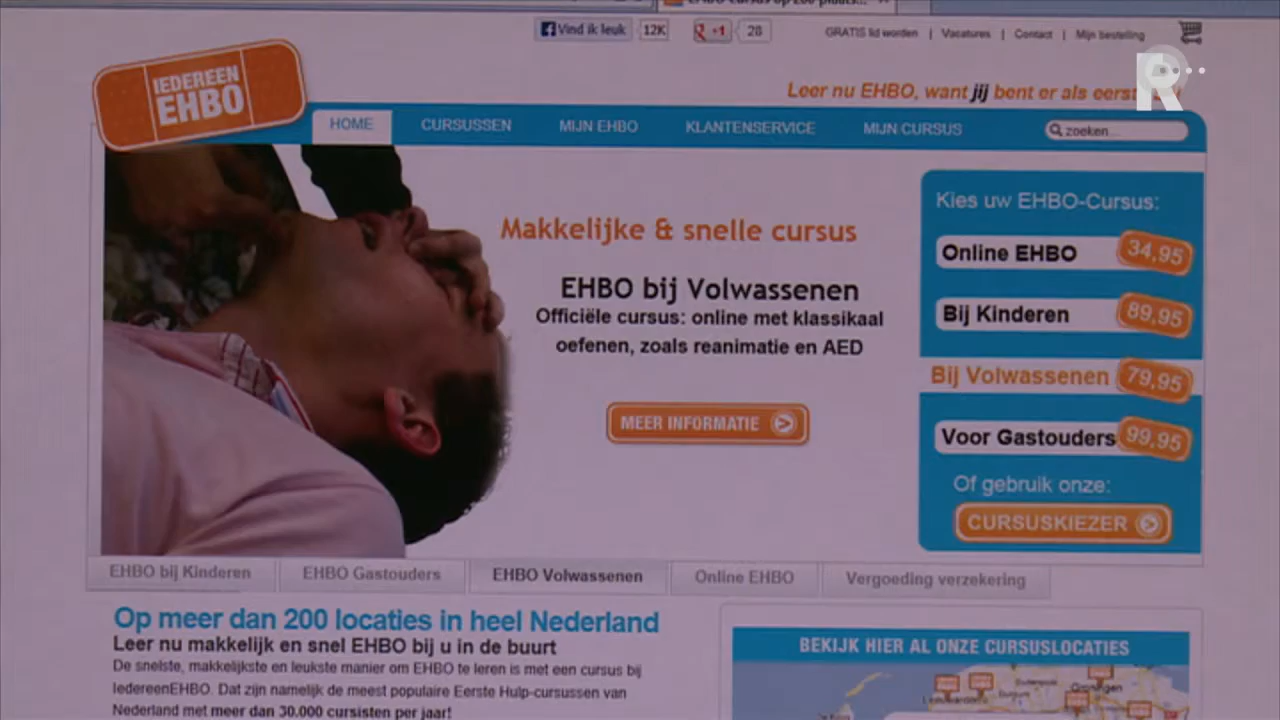 EHBO Cursus op 200 plaats...
Vind ik leuk 12K +1 28
GRATIS lid worden | Vacatures | Contact | Mijn bestelling
IEDEREEN
EHBO
Leer nu EHBO, want jij bent er als eerst
R
HOME CURSUSSEN MIJN EHBO KLANTENSERVICE MIJN CURSUS zoeken...
Makkelijke & snelle cursus
EHBO bij Volwassenen
Officiële cursus: online met klassikaal
oefenen, zoals reanimatie en AED
MEER INFORMATIE
Kies uw EHBO-Cursus:
Online EHBO 34,95
Bij Kinderen 89,95
Bij Volwassenen 79,95
Voor Gastouders 99,95
Of gebruik onze:
CURSUSKIEZER
EHBO bij Kinderen EHBO Gastouders EHBO Volwassenen Online EHBO Vergoeding verzekering
Op meer dan 200 locaties in heel Nederland
Leer nu makkelijk en snel EHBO bij u in de buurt
De snelste, makkelijkste en leukste manier om EHBO te leren is met een cursus bij
IedereenEHBO. Dat zijn namelijk de meest populaire Eerste Hulp-cursussen van
Nederland met meer dan 30.000 cursisten per jaar!
BEKIJK HIER AL ONZE CURSUSLOCATIES
Groningen